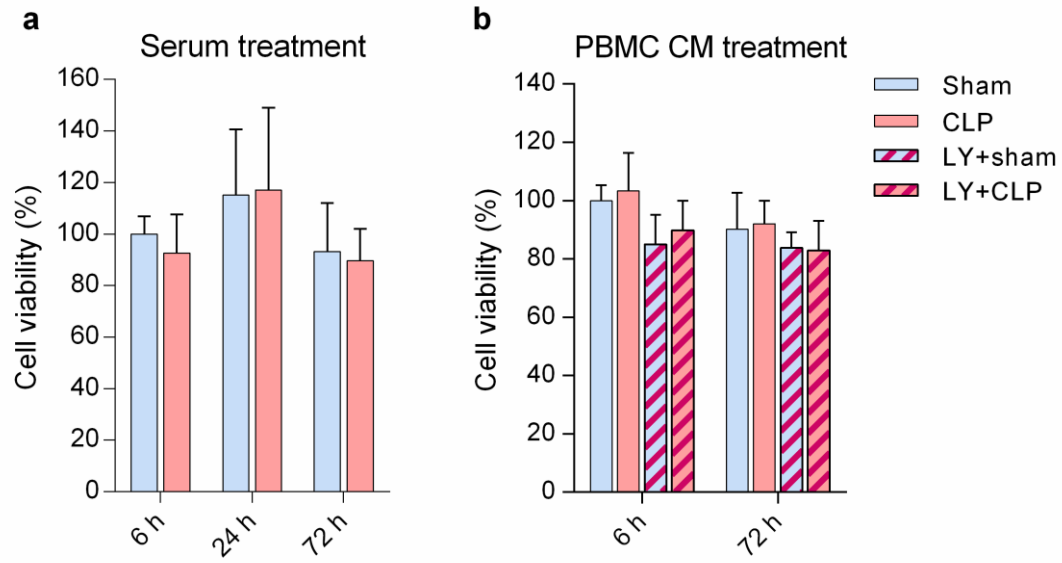 a
Serum treatment
Cell viability (%)
160
140
120
100
80
60
40
20
0
6 h
24 h
72 h
b
PBMC CM treatment
Cell viability (%)
140
120
100
80
60
40
20
0
6 h
72 h
Sham
CLP
LY+sham
LY+CLP